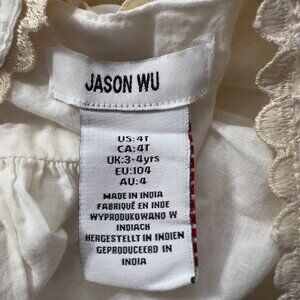 JASON WU
US: 4T
CA: 4T
UK: 3-4yrs
EU: 104
AU: 4
MADE IN INDIA
FABRIQUÉ EN INDE
WYPRODUKOWANO W
INDIACH
HERGESTELLT IN INDIEN
GEPRODUCEERD IN
INDIA